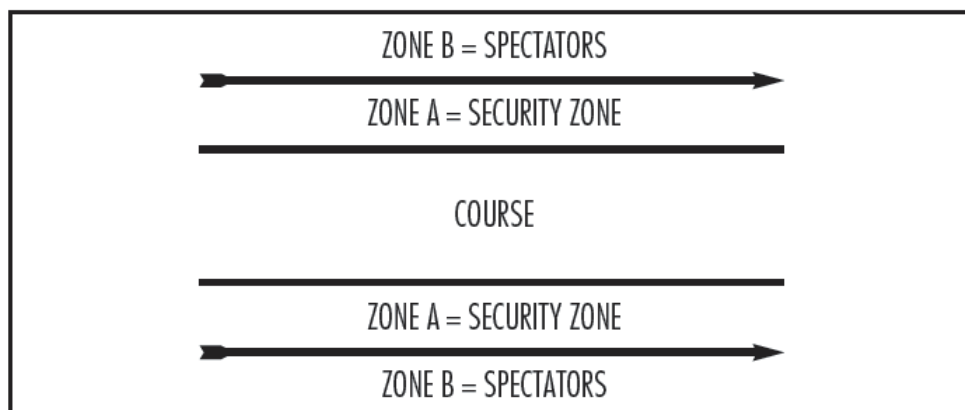 ZONE B = SPECTATORS
ZONE A = SECURITY ZONE
COURSE
ZONE A = SECURITY ZONE
ZONE B = SPECTATORS